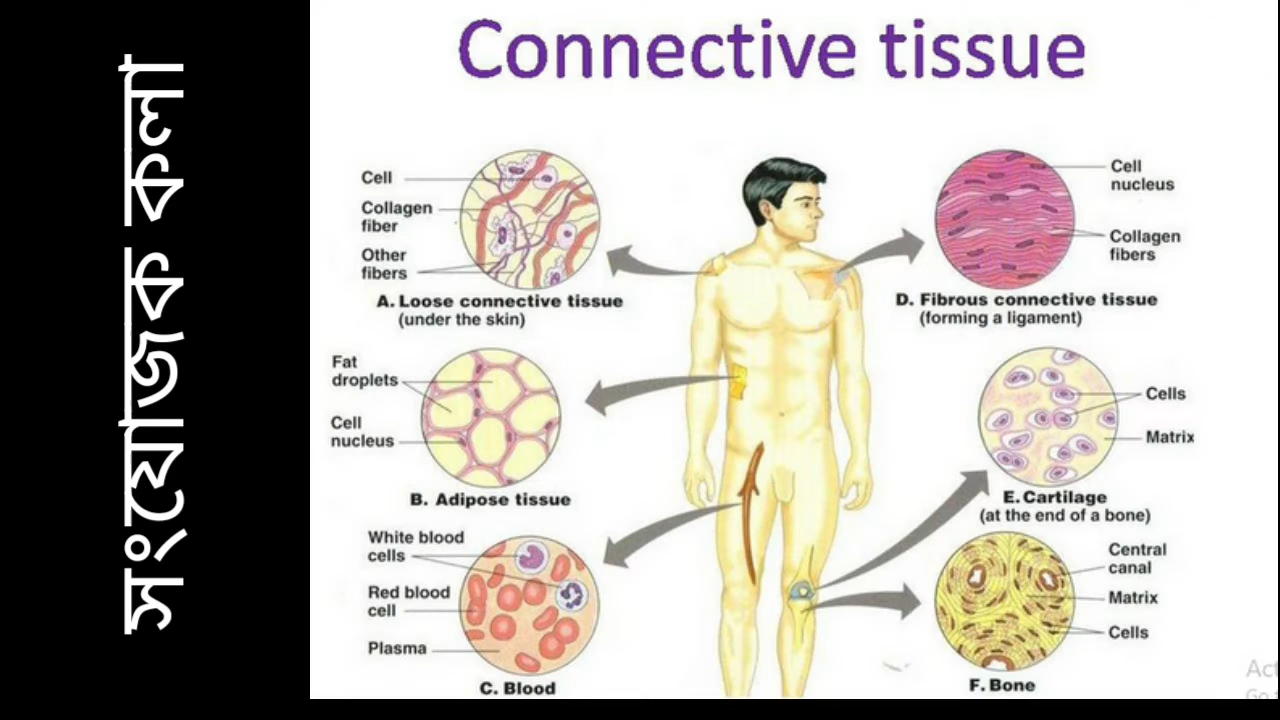 সংযোজক কলা
Connective tissue
Cell
Collagen
fiber
Other
fibers
A. Loose connective tissue
(under the skin)
Fat
droplets
Cell
nucleus
B. Adipose tissue
White blood
cells
Red blood
cell
Plasma
C. Blood
Cell
nucleus
Collagen
fibers
D. Fibrous connective tissue
(forming a ligament)
Cells
Matrix
E. Cartilage
(at the end of a bone)
Central
canal
Matrix
Cells
F. Bone